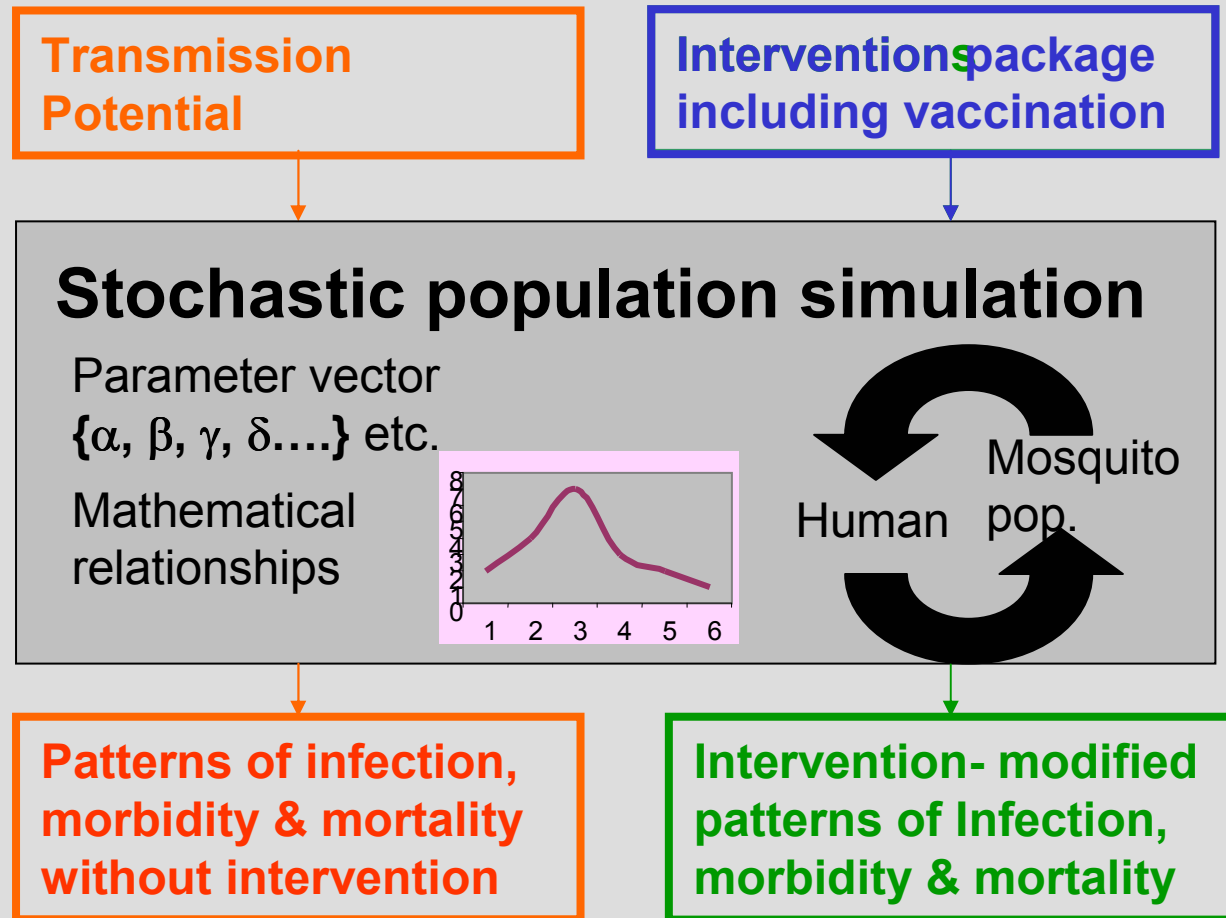 Transmission
Potential
Interventionspackage
including vaccination
Stochastic population simulation
Parameter vector
{α, β, γ, δ....} etc.
Mathematical
relationships
8
7
6
5
4
3
2
1
0
1 2 3 4 5 6
Human
Mosquito
pop.
Patterns of infection,
morbidity & mortality
without intervention
Intervention- modified
patterns of Infection,
morbidity & mortality